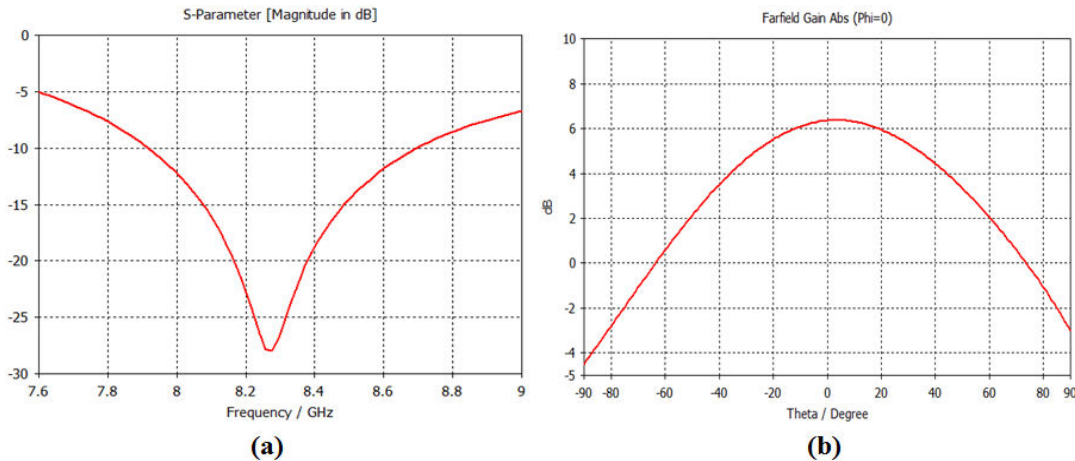 S-Parameter [Magnitude in dB]
0
-5
-10
-15
-20
-25
-30
7.6 7.8 8 8.2 8.4 8.6 8.8 9
Frequency / GHz
(a)
Farfield Gain Abs (Phi=0)
dB
10
8
6
4
2
0
-2
-4
-5
-90 -80 -60 -40 -20 0 20 40 60 80 90
Theta / Degree
(b)